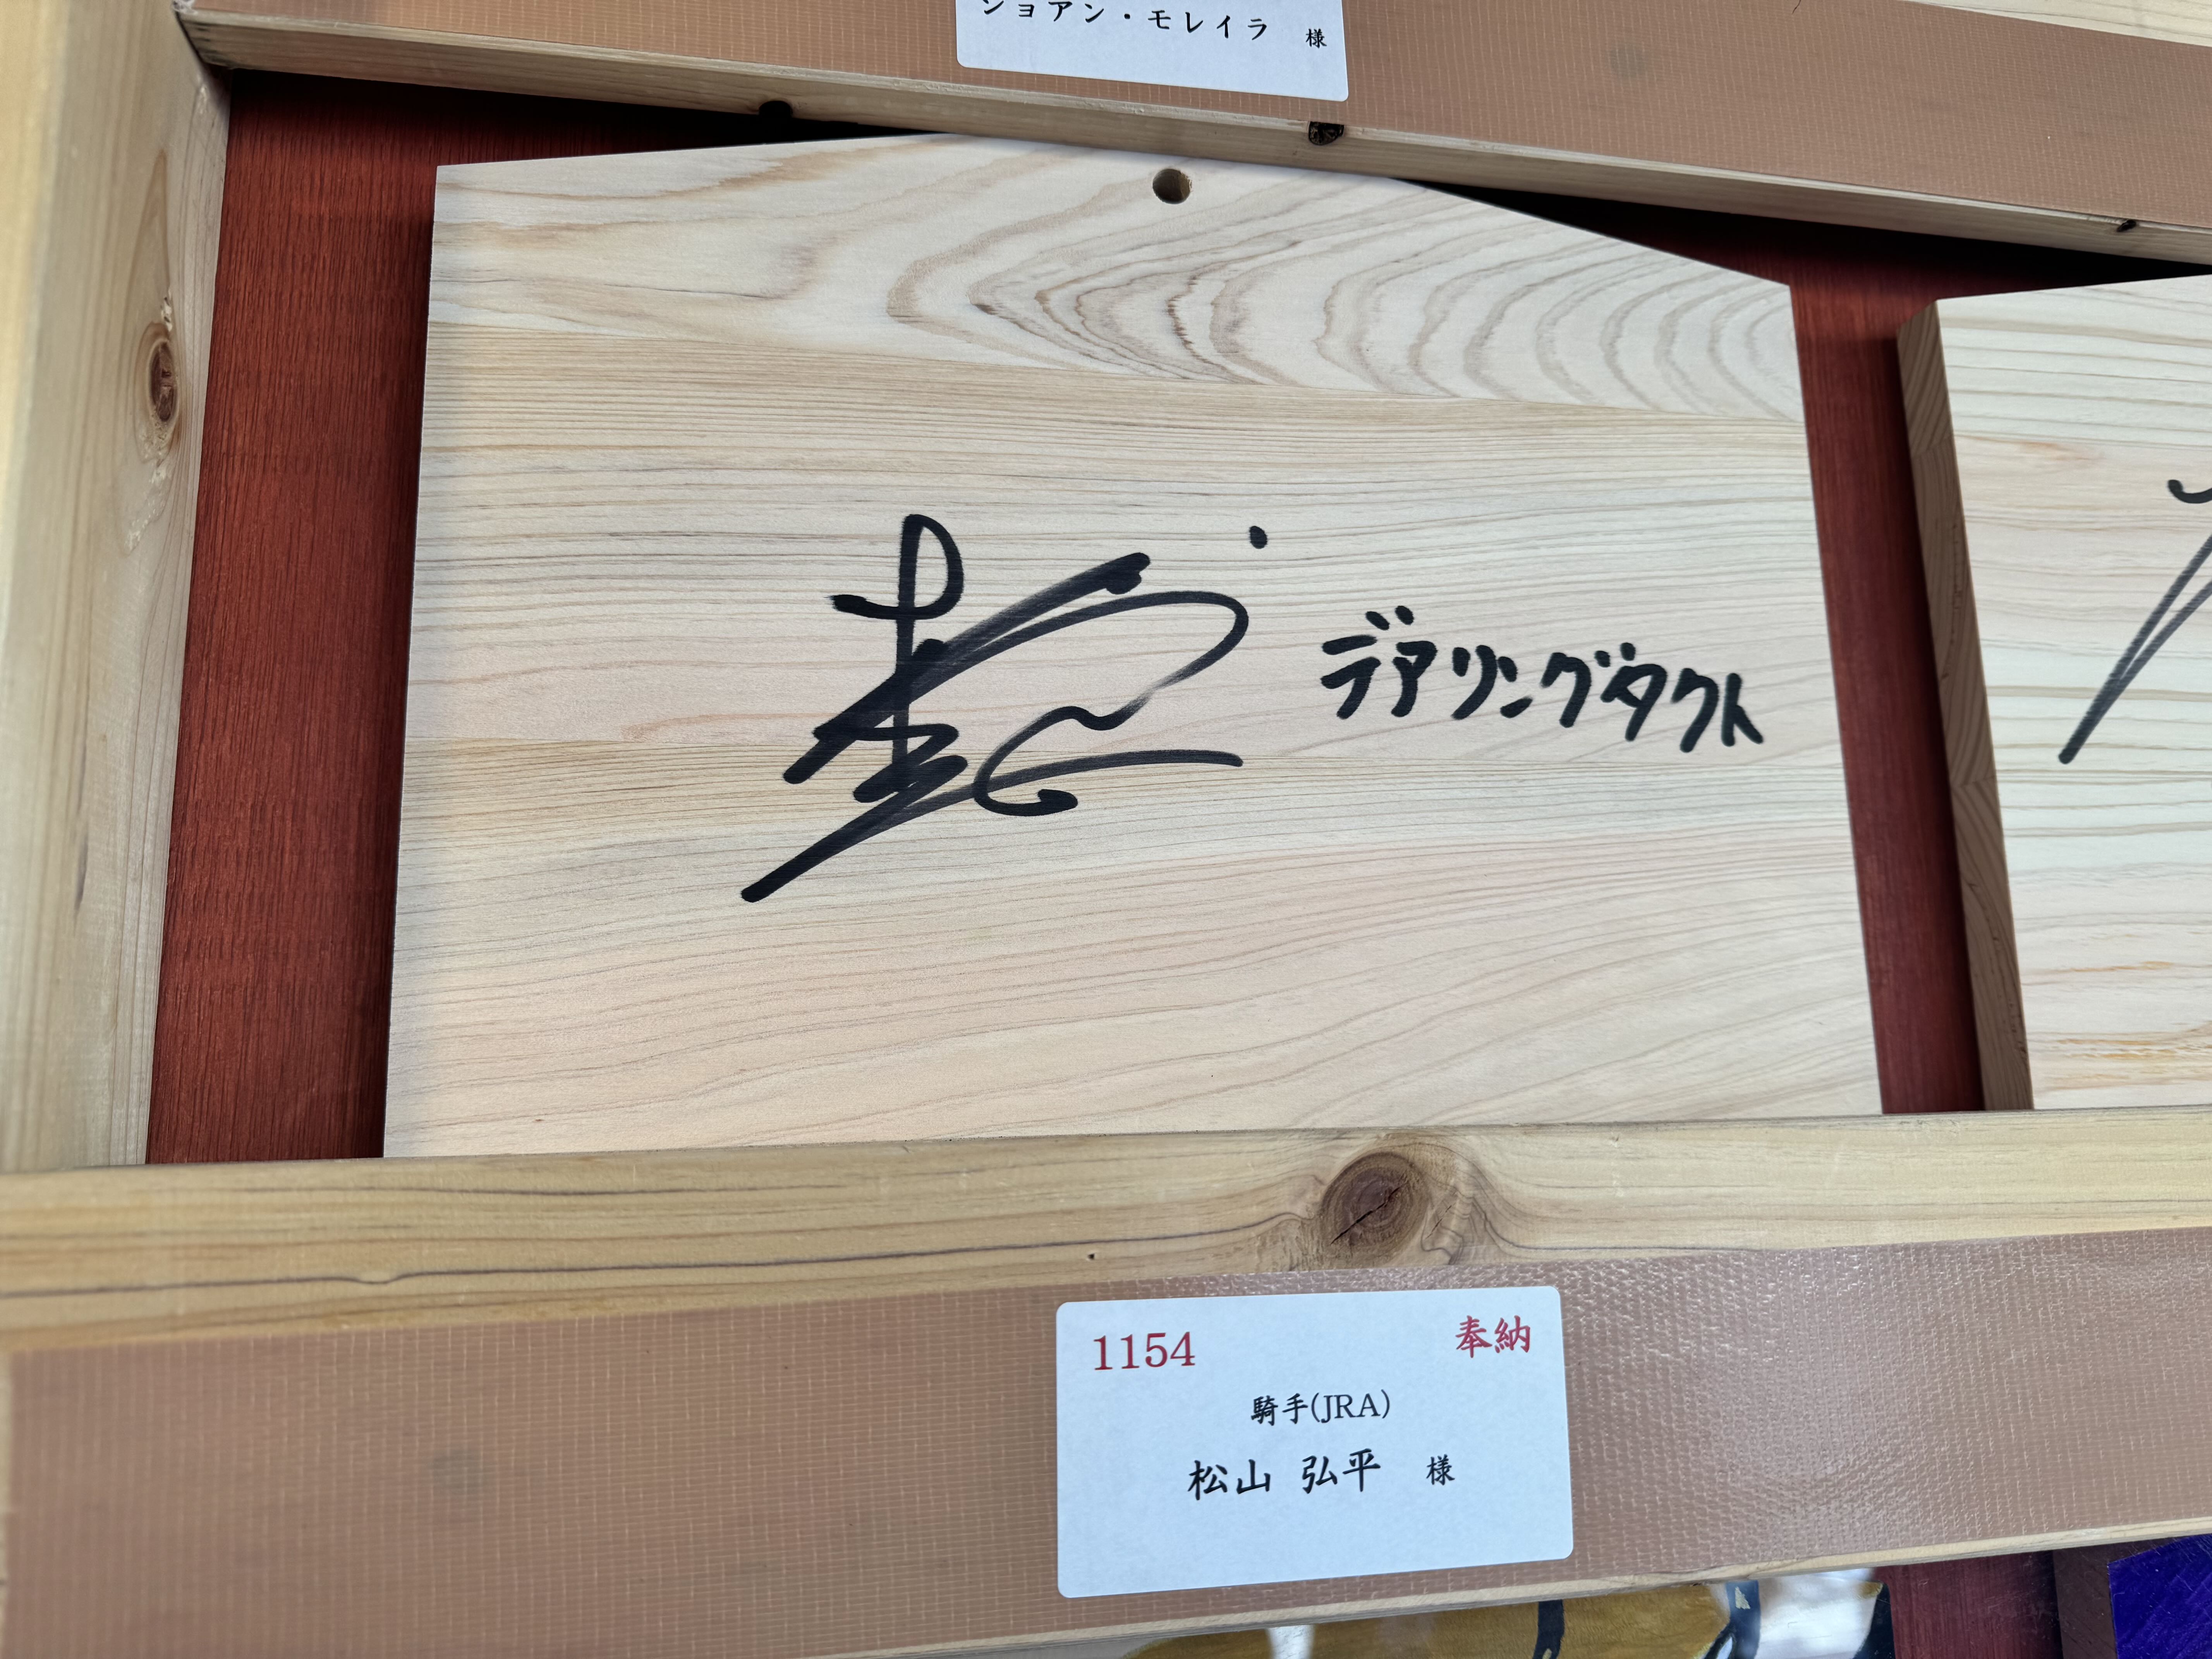 ジョアン・モレイラ 様
デアリングタクト
1154 奉納
騎手(JRA)
松山 弘平 様